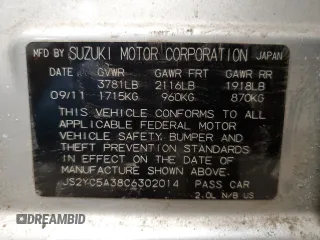 MFD BY SUZUKI MOTOR CORPORATION JAPAN
DATE GVWR GAWR FRT GAWR RR
3781LB 2116LB 1918LB
09/11 1715KG 960KG 870KG
THIS VEHICLE CONFORMS TO ALL
APPLICABLE FEDERAL MOTOR
VEHICLE SAFETY, BUMPER AND
THEFT PREVENTION STANDARDS
IN EFFECT ON THE DATE OF
MANUFACTURE SHOWN ABOVE.
JS2YC5A38C6302014 PASS CAR
2.0L N/B US
DREAMBID